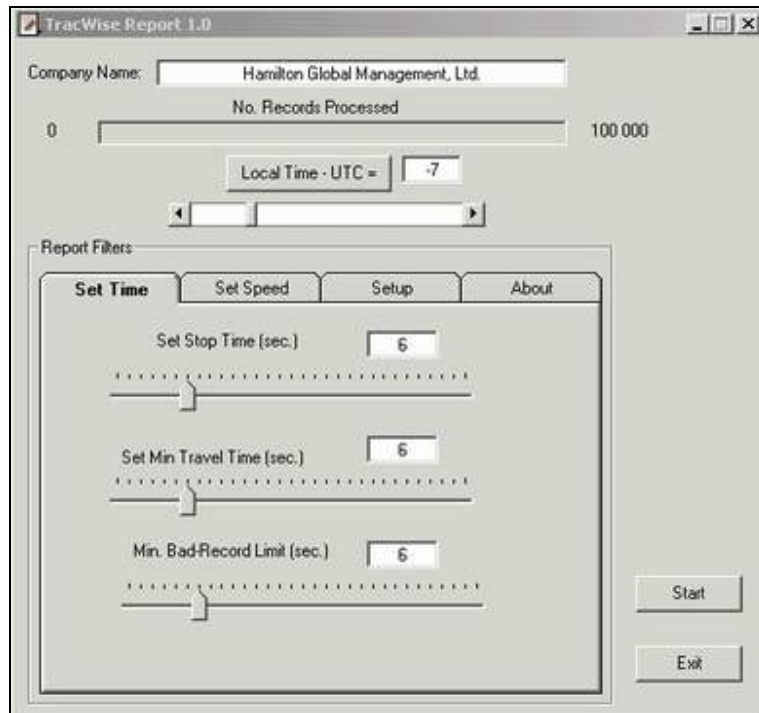 TracWise Report 1.0
Company Name: Hamilton Global Management, Ltd.
No. Records Processed
0 100 000
Local Time - UTC = -7
Report Filters
Set Time Set Speed Setup About
Set Stop Time (sec.) 6
Set Min Travel Time (sec.) 6
Min. Bad-Record Limit (sec.) 6
Start
Exit